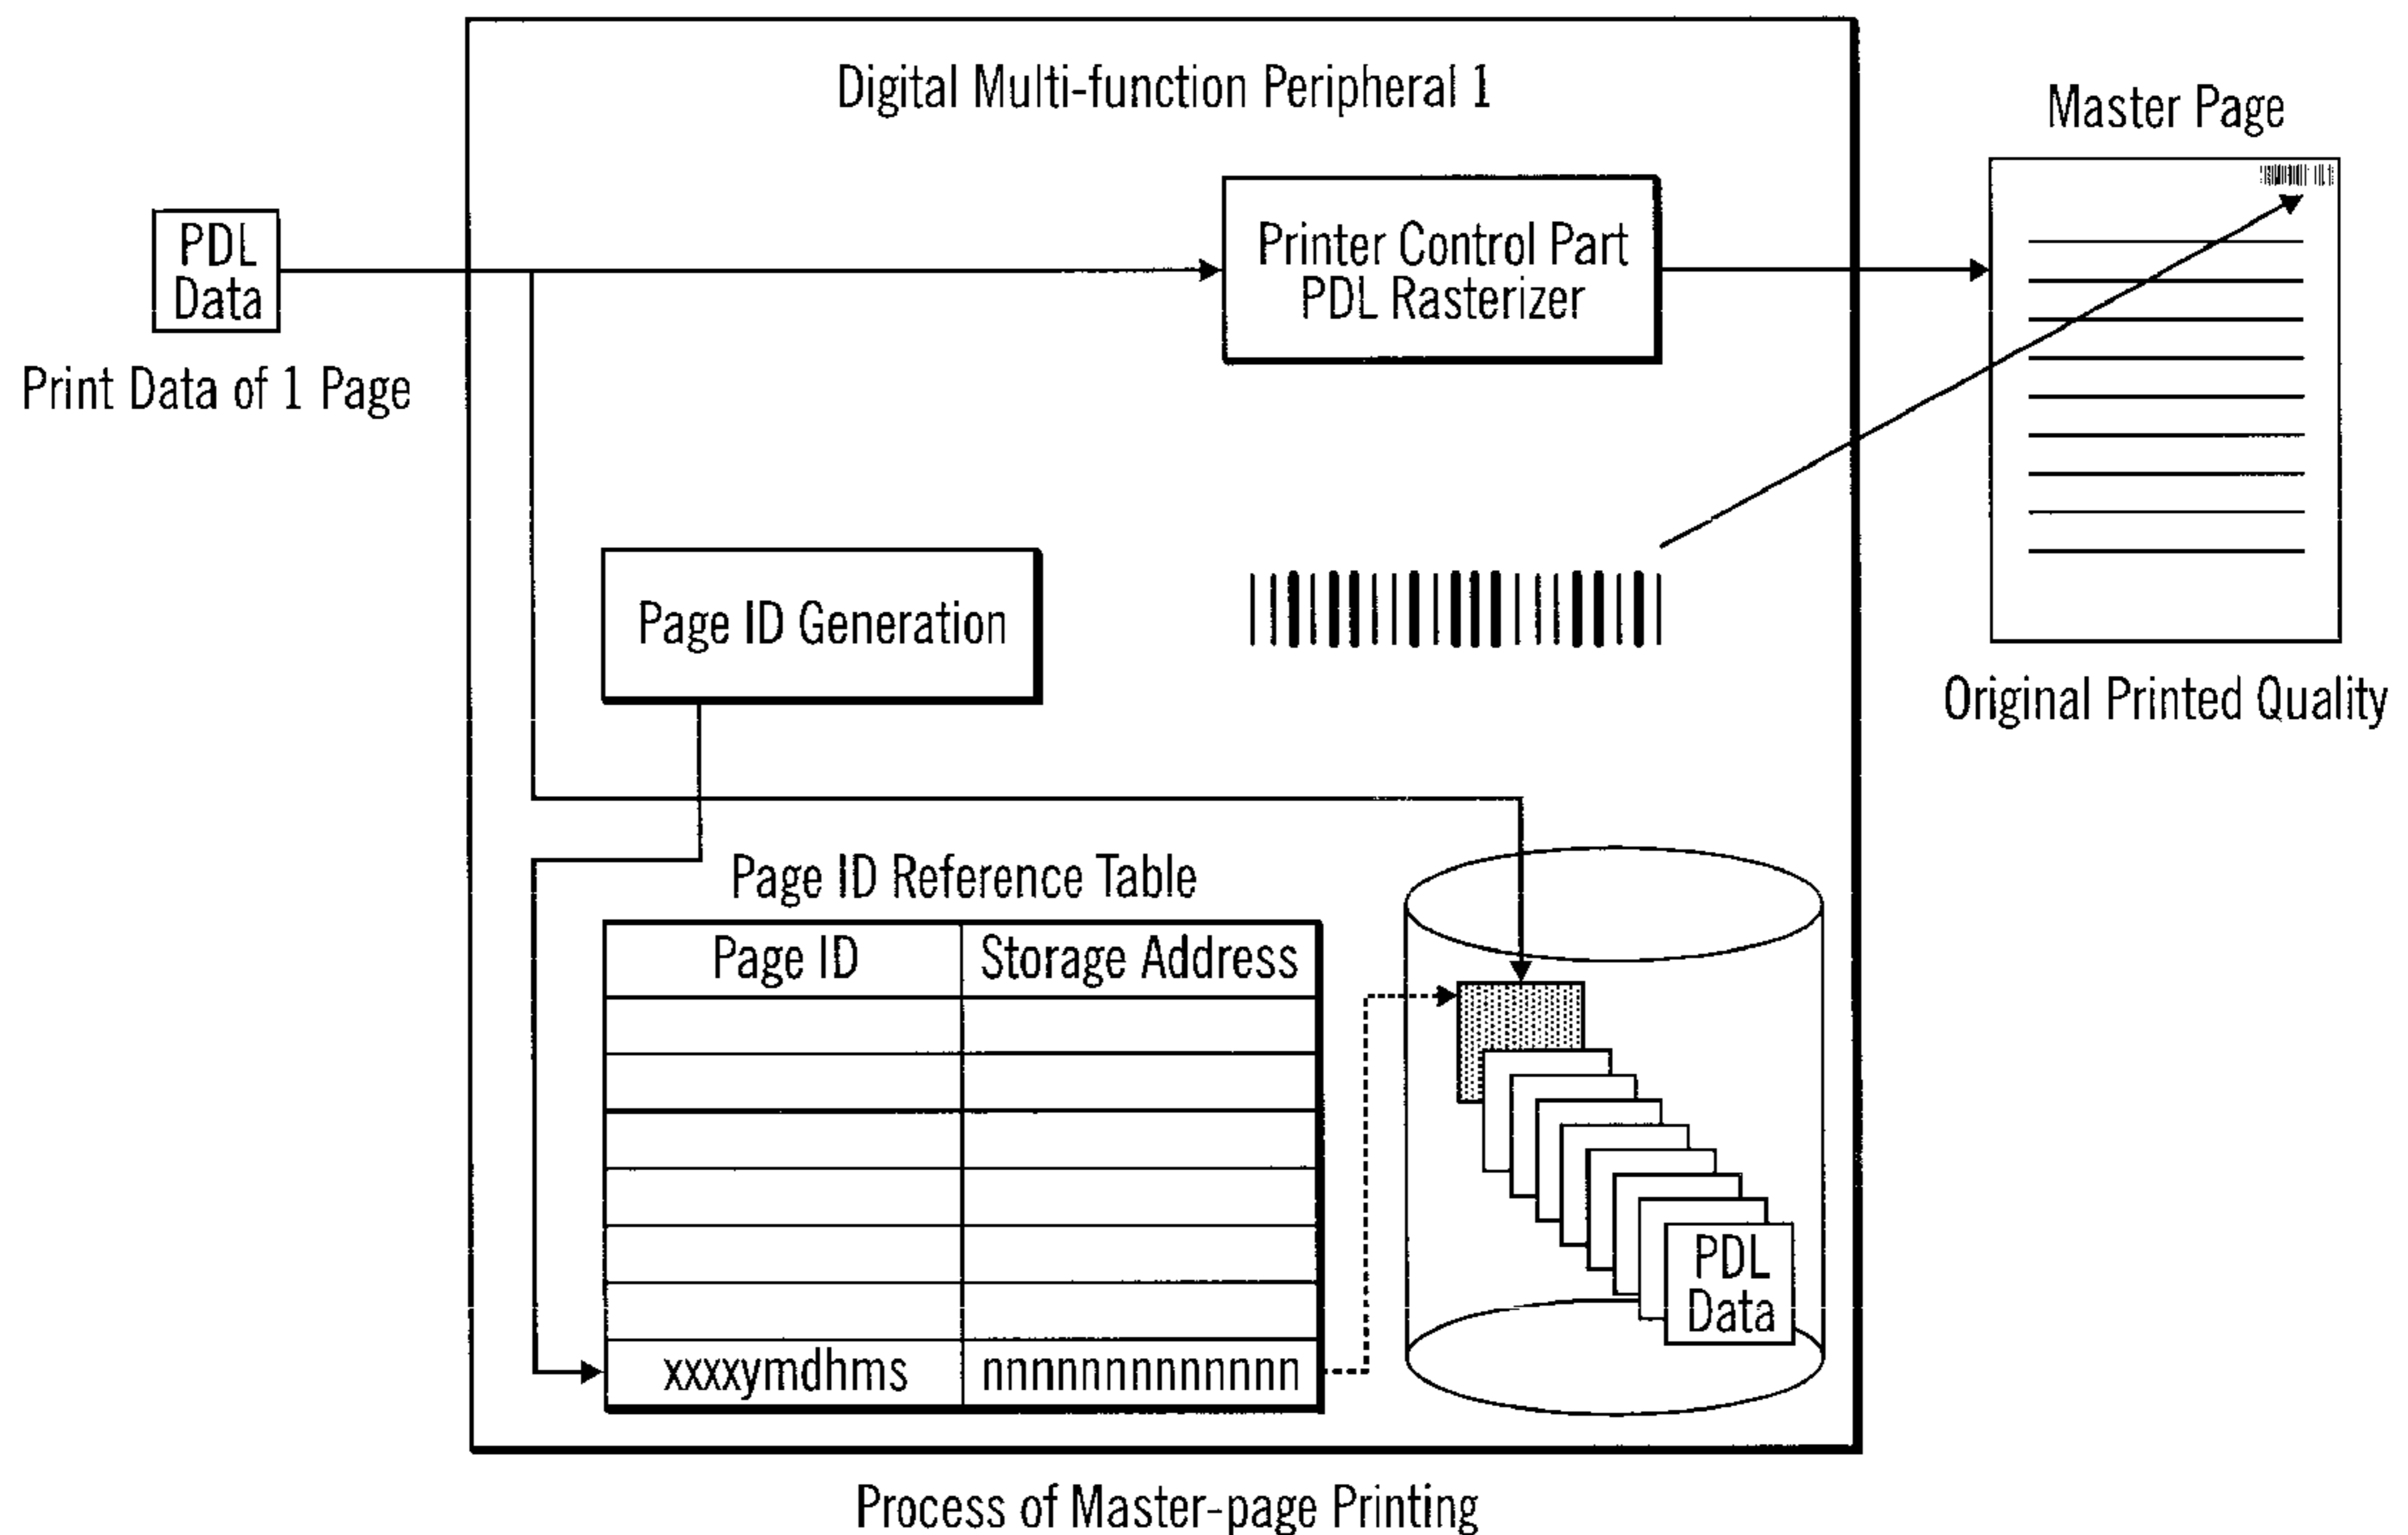 Digital Multi-function Peripheral 1
Master Page
PDL
Data
Print Data of 1 Page
Printer Control Part
PDL Rasterizer
Page ID Generation
Original Printed Quality
Page ID Reference Table
Page ID
Storage Address
xxxxymdhms
nnnnnnnnnnnnn
PDL
Data
Process of Master-page Printing